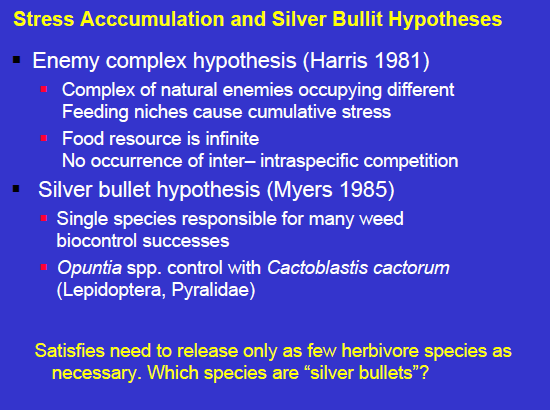 Stress Acccumulation and Silver Bullit Hypotheses
Enemy complex hypothesis (Harris 1981)
Complex of natural enemies occupying different
Feeding niches cause cumulative stress
Food resource is infinite
No occurrence of inter– intraspecific competition
Silver bullet hypothesis (Myers 1985)
Single species responsible for many weed
biocontrol successes
Opuntia spp. control with Cactoblastis cactorum
(Lepidoptera, Pyralidae)
Satisfies need to release only as few herbivore species as
necessary. Which species are “silver bullets”?